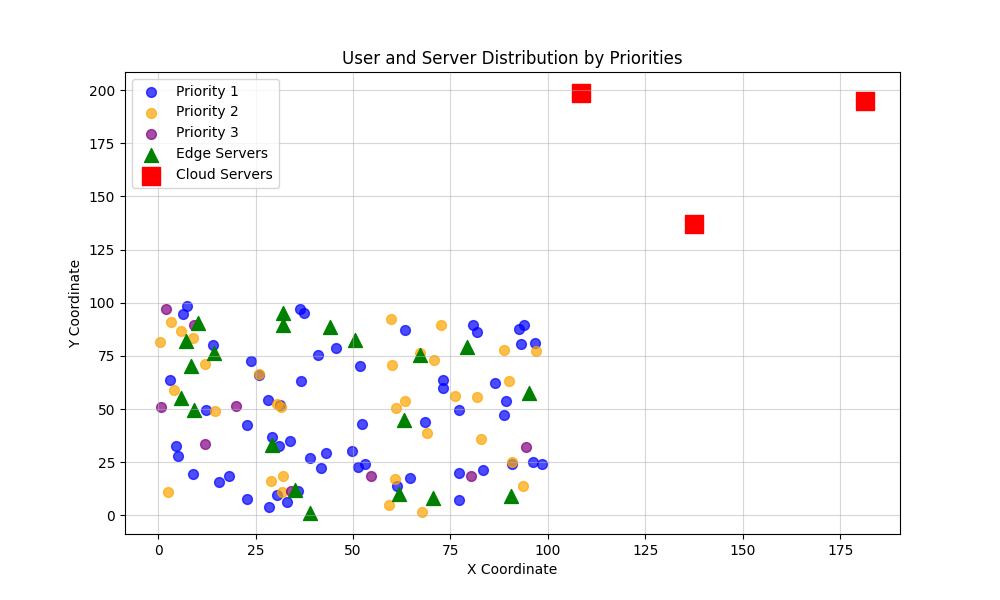 User and Server Distribution by Priorities
Priority 1
Priority 2
Priority 3
Edge Servers
Cloud Servers
200
175
150
125
100
75
50
25
0
Y Coordinate
0 25 50 75 100 125 150 175
X Coordinate